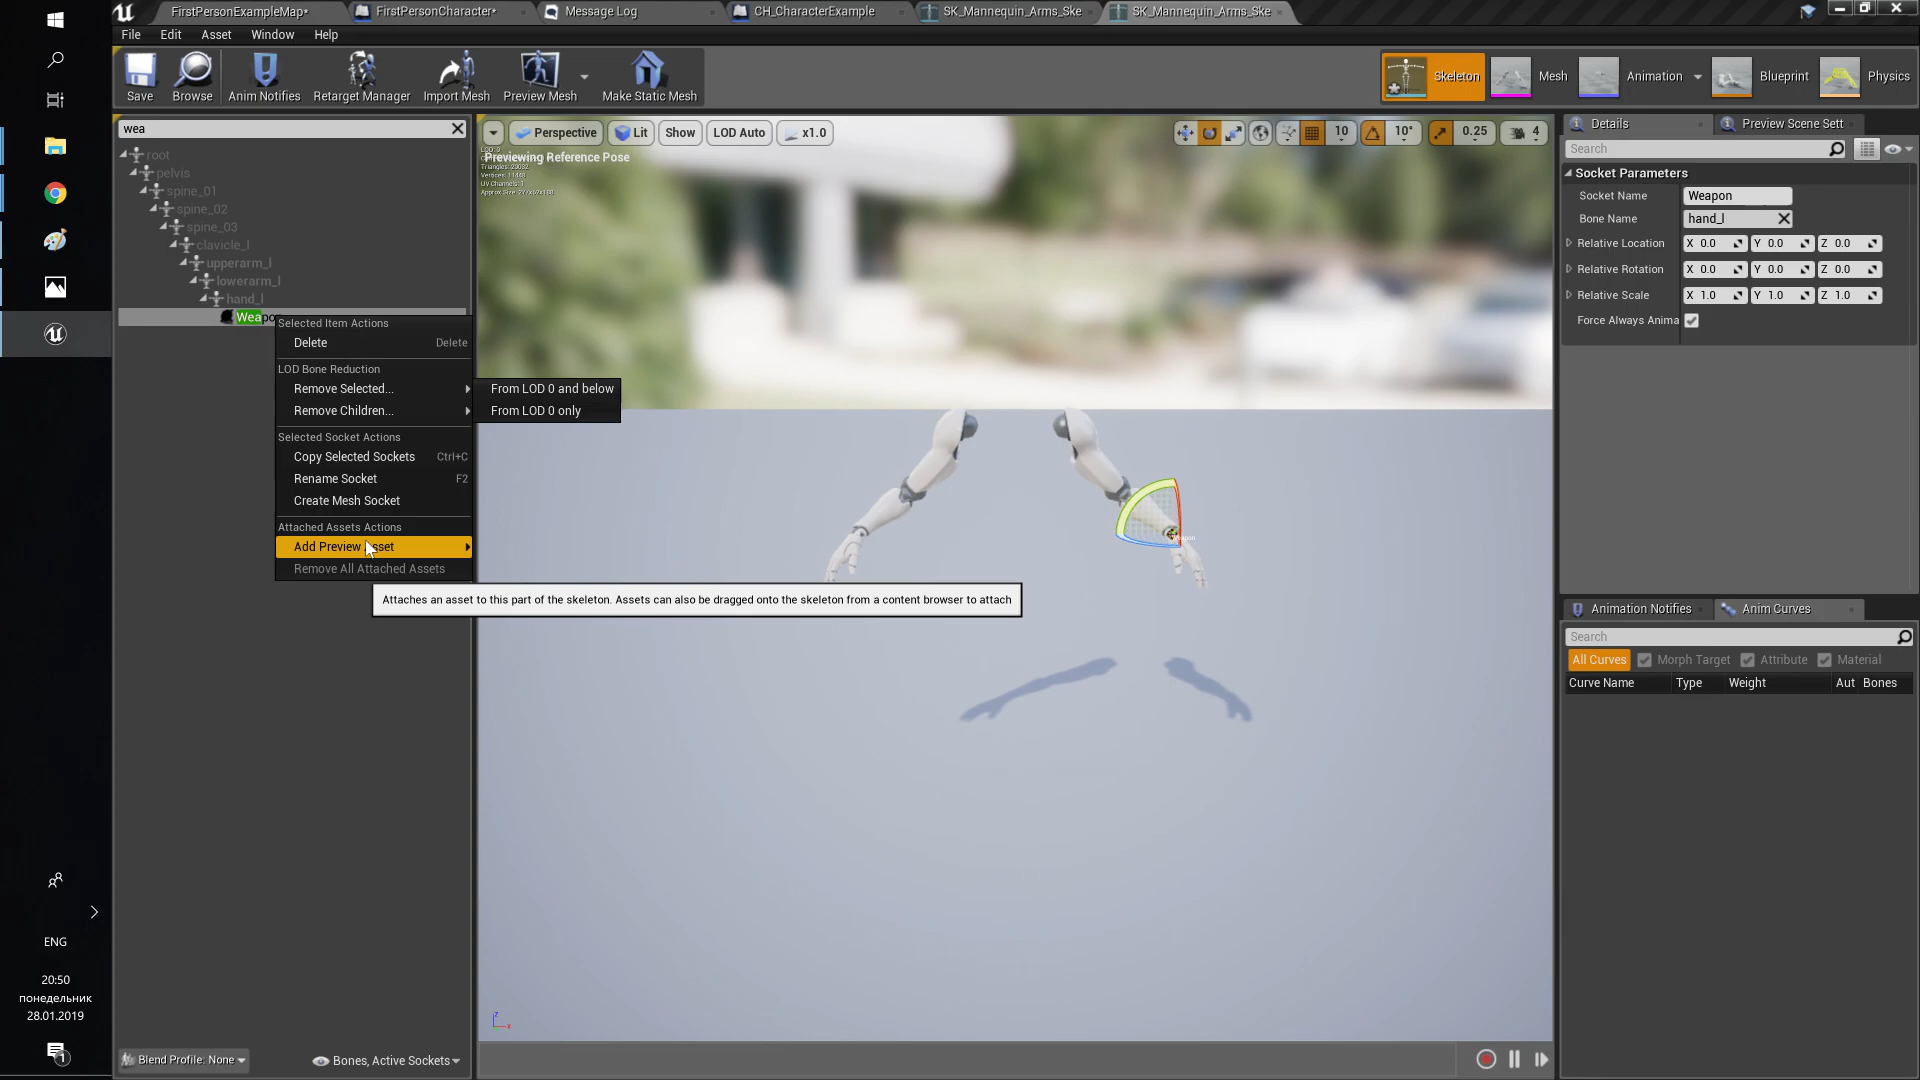 FirstPersonExampleMap*
FirstPersonCharacter*
Message Log
CH_CharacterExample
SK_Mannequin_Arms_Ske
SK_Mannequin_Arms_Ske
File Edit Asset Window Help
Save
Browse
Anim Notifies
Retarget Manager
Import Mesh
Preview Mesh
Make Static Mesh
Skeleton
Mesh
Animation
Blueprint
Physics
wea
root
pelvis
spine_01
spine_02
spine_03
clavicle_l
upperarm_l
lowerarm_l
hand_l
Weapon
Selected Item Actions
Delete Delete
LOD Bone Reduction
Remove Selected...
Remove Children...
From LOD 0 and below
From LOD 0 only
Selected Socket Actions
Copy Selected Sockets Ctrl+C
Rename Socket F2
Create Mesh Socket
Attached Assets Actions
Add Preview Asset
Remove All Attached Assets
Attaches an asset to this part of the skeleton. Assets can also be dragged onto the skeleton from a content browser to attach
Perspective
Lit
Show
LOD Auto
x1.0
10
10°
0.25
4
Previewing Reference Pose
Weapon
z
x
Details
Preview Scene Sett
Search
Socket Parameters
Socket Name Weapon
Bone Name hand_l
Relative Location X 0.0 Y 0.0 Z 0.0
Relative Rotation X 0.0 Y 0.0 Z 0.0
Relative Scale X 1.0 Y 1.0 Z 1.0
Force Always Anima
Animation Notifies
Anim Curves
Search
All Curves Morph Target Attribute Material
Curve Name Type Weight Aut Bones
Blend Profile: None
Bones, Active Sockets
ENG
20:50
понедельник
28.01.2019
1